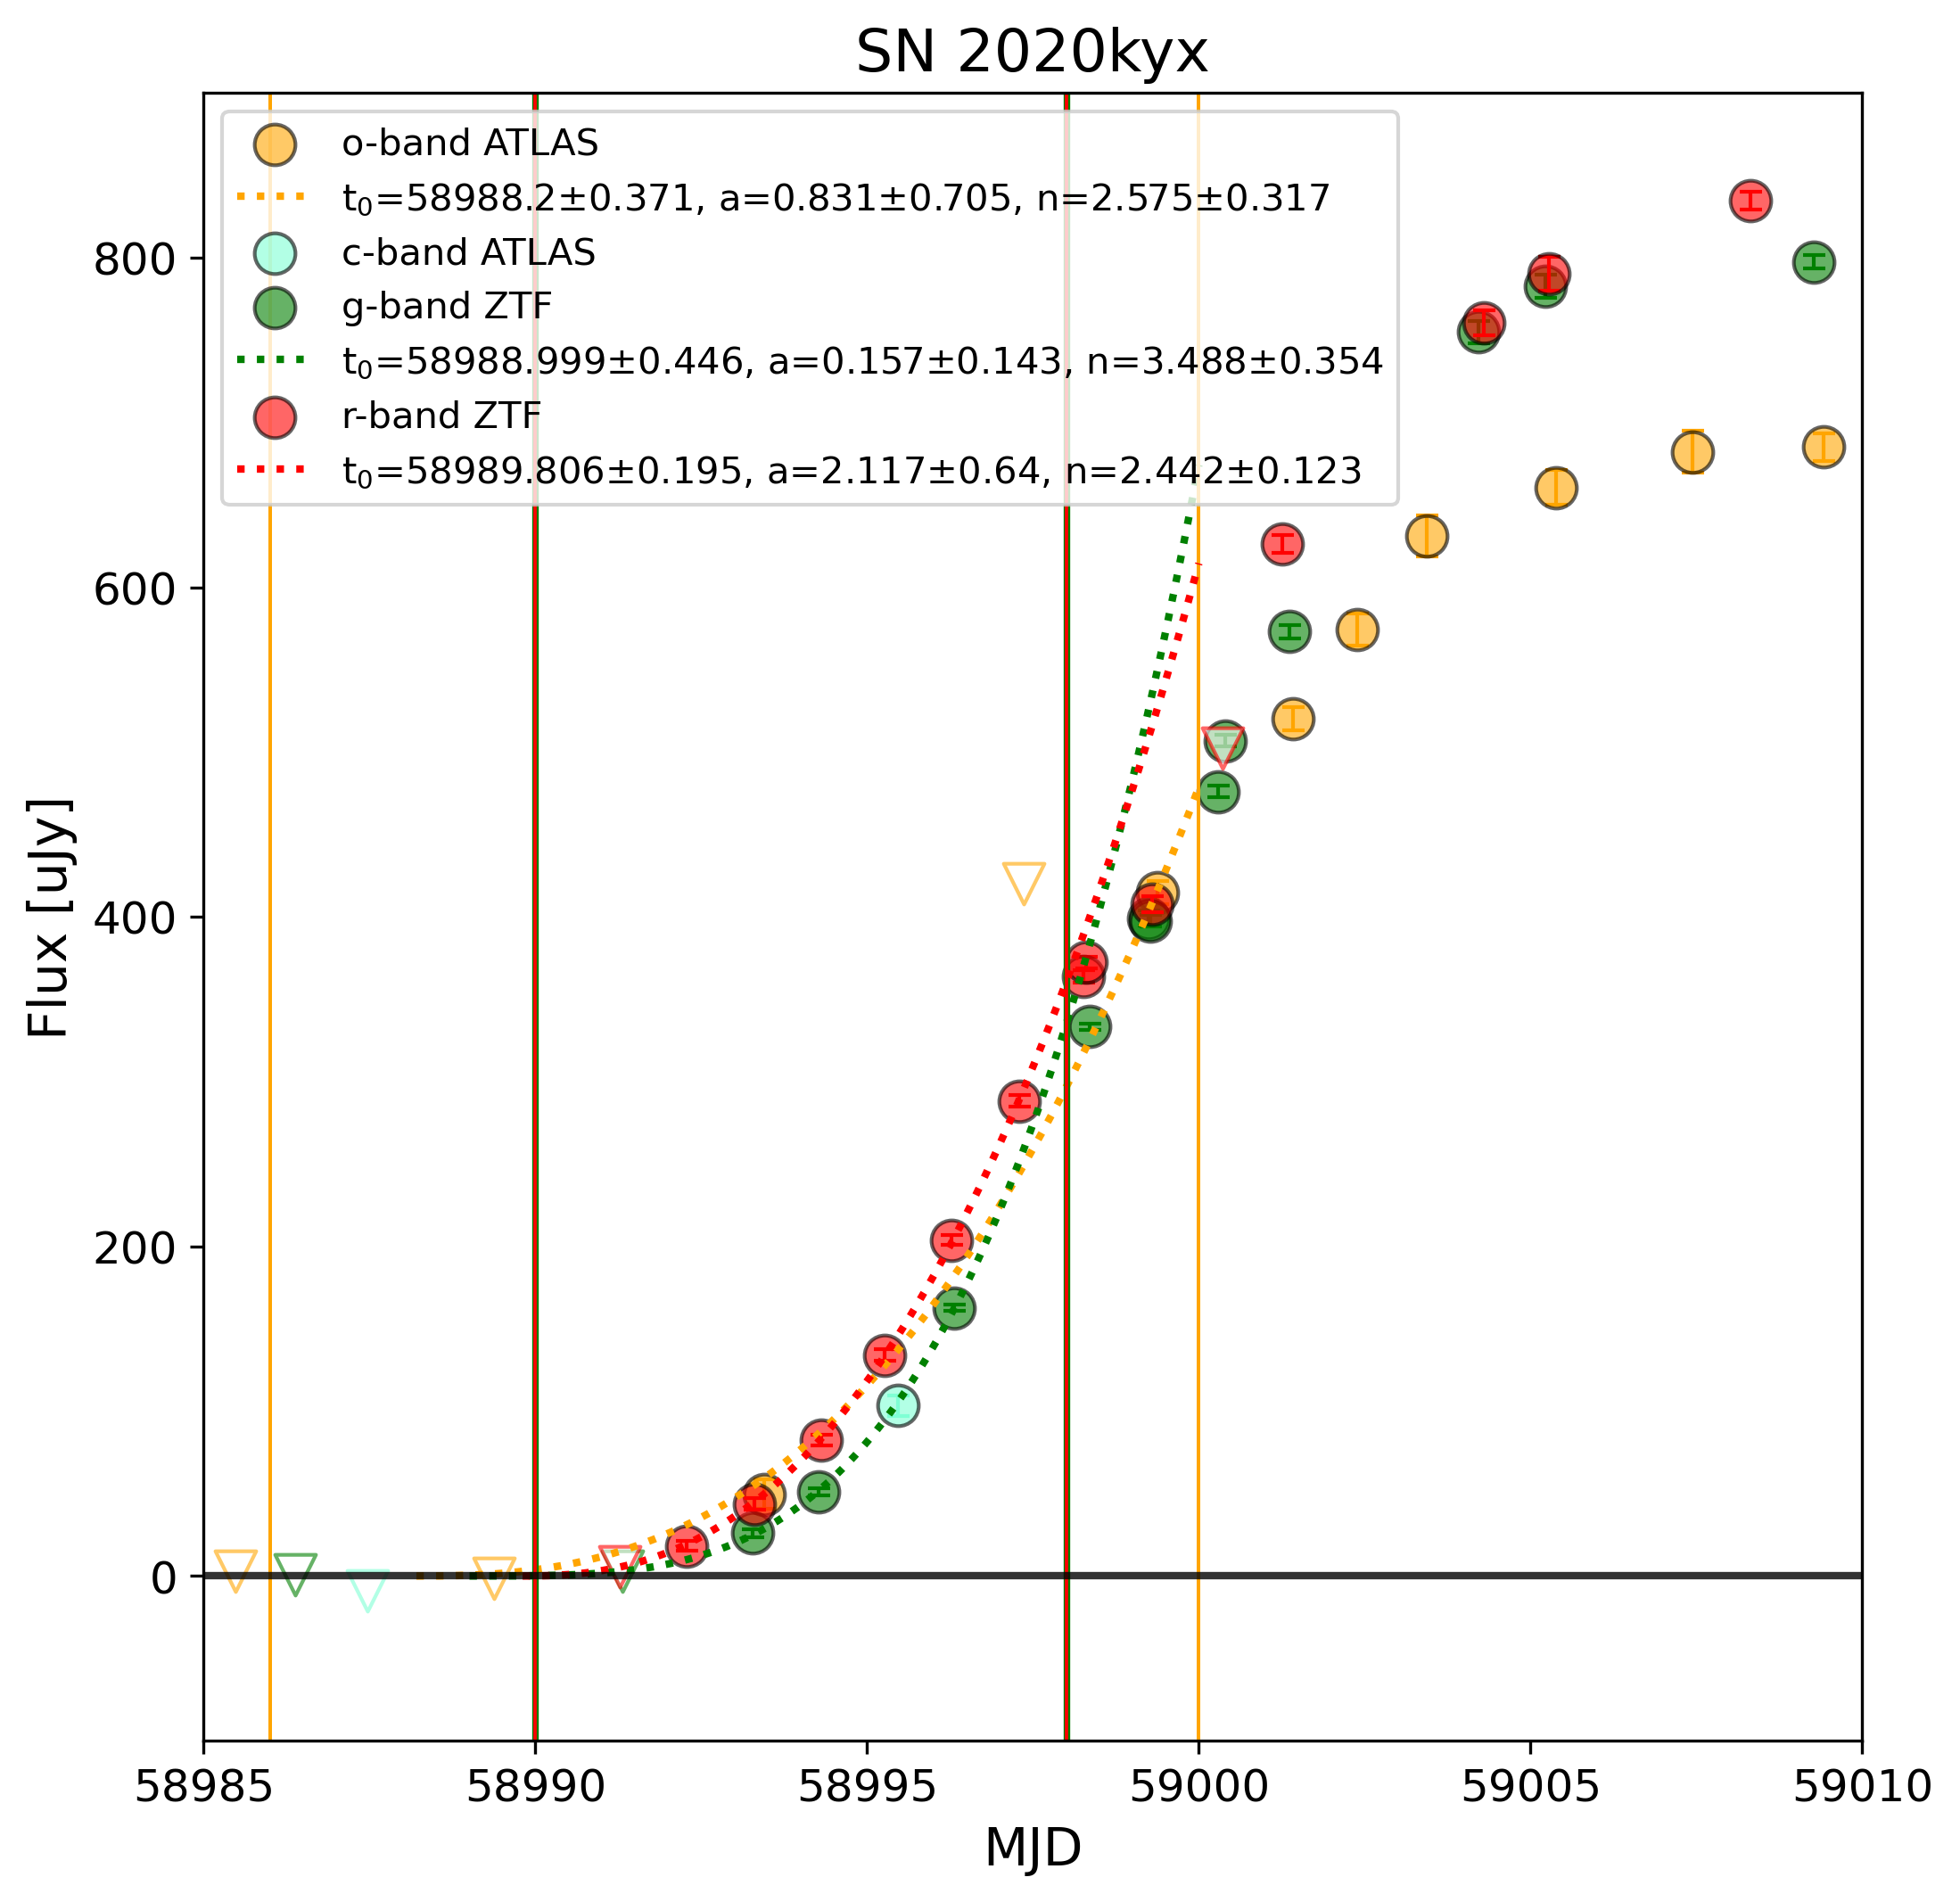 SN 2020kyx
o-band ATLAS
t₀=58988.2±0.371, a=0.831±0.705, n=2.575±0.317
c-band ATLAS
g-band ZTF
t₀=58988.999±0.446, a=0.157±0.143, n=3.488±0.354
r-band ZTF
t₀=58989.806±0.195, a=2.117±0.64, n=2.442±0.123
800
600
400
200
0
Flux [uJy]
58985 58990 58995 59000 59005 59010
MJD